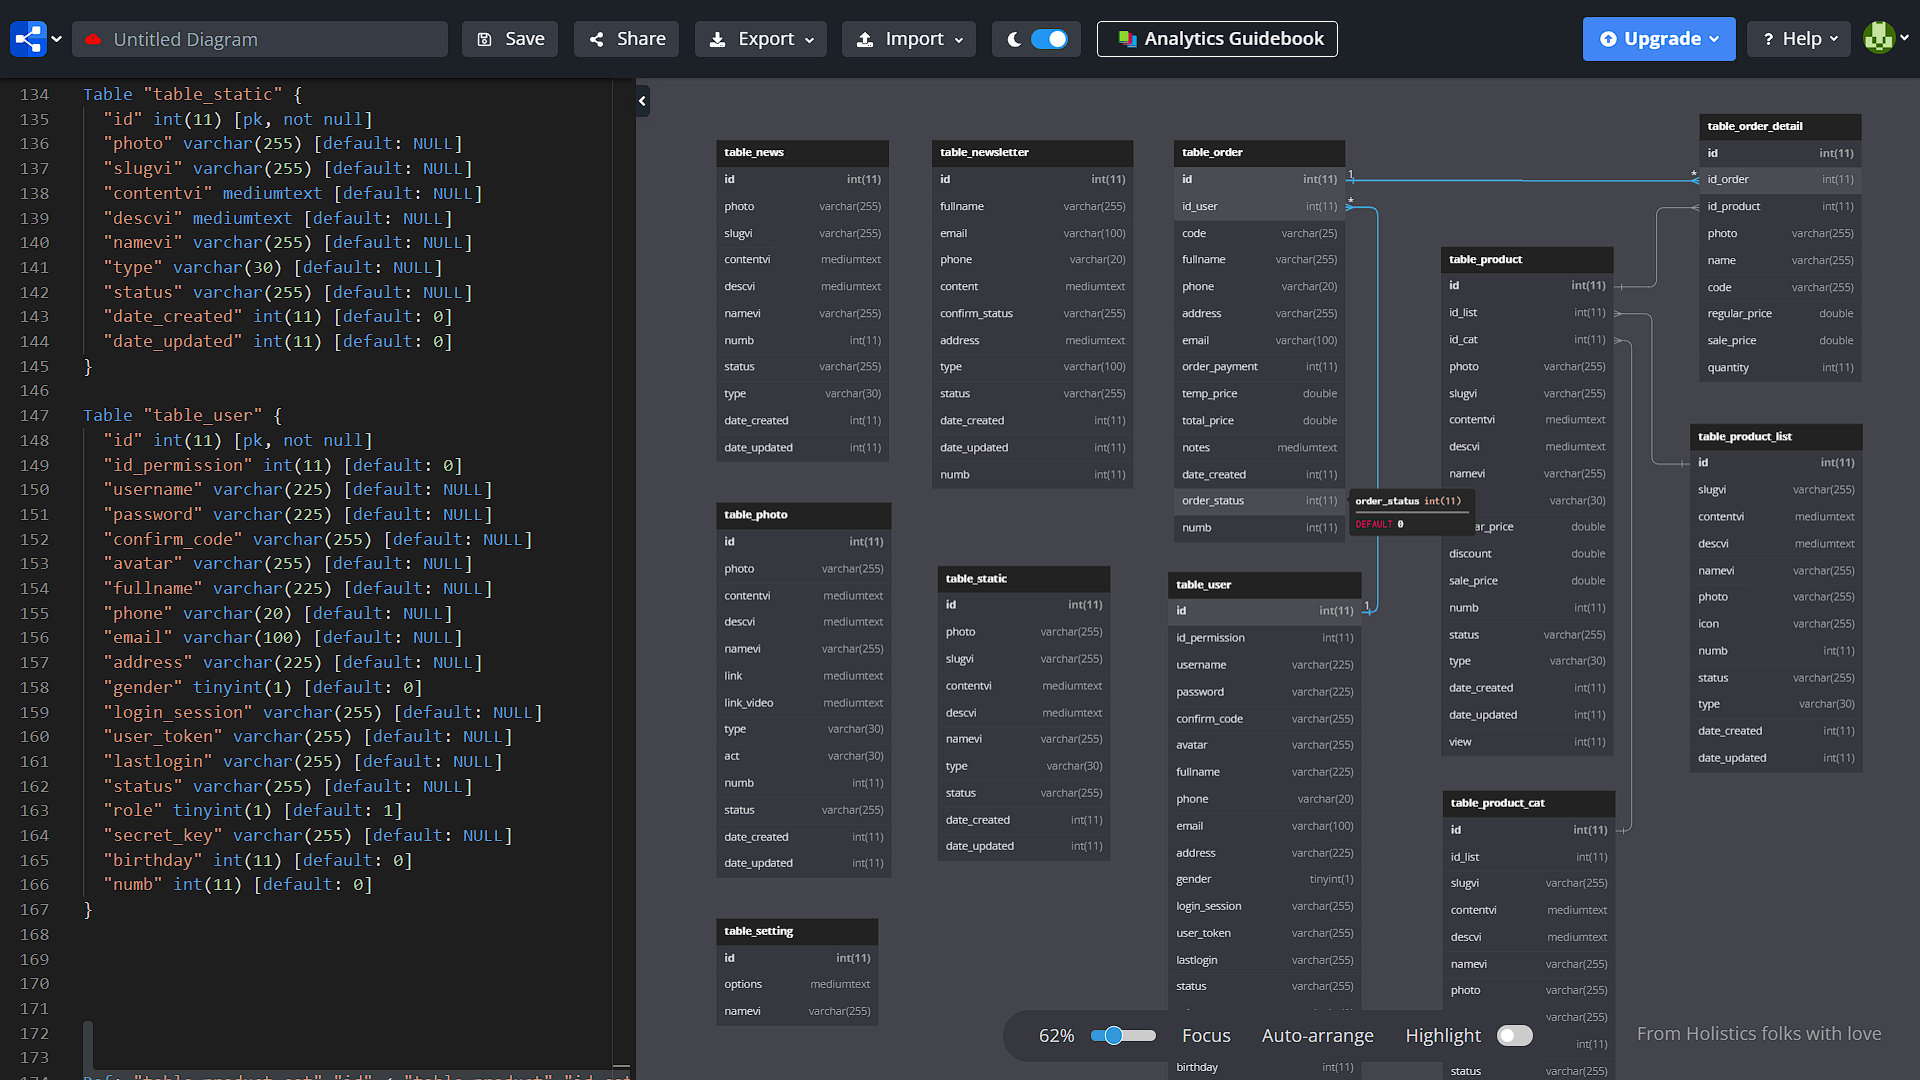 Untitled Diagram
Save
Share
Export
Import
Analytics Guidebook
Upgrade
? Help
134 Table "table_static" {
135 "id" int(11) [pk, not null]
136 "photo" varchar(255) [default: NULL]
137 "slugvi" varchar(255) [default: NULL]
138 "contentvi" mediumtext [default: NULL]
139 "descvi" mediumtext [default: NULL]
140 "namevi" varchar(255) [default: NULL]
141 "type" varchar(30) [default: NULL]
142 "status" varchar(255) [default: NULL]
143 "date_created" int(11) [default: 0]
144 "date_updated" int(11) [default: 0]
145 }
146
147 Table "table_user" {
148 "id" int(11) [pk, not null]
149 "id_permission" int(11) [default: 0]
150 "username" varchar(225) [default: NULL]
151 "password" varchar(225) [default: NULL]
152 "confirm_code" varchar(255) [default: NULL]
153 "avatar" varchar(255) [default: NULL]
154 "fullname" varchar(225) [default: NULL]
155 "phone" varchar(20) [default: NULL]
156 "email" varchar(100) [default: NULL]
157 "address" varchar(225) [default: NULL]
158 "gender" tinyint(1) [default: 0]
159 "login_session" varchar(255) [default: NULL]
160 "user_token" varchar(255) [default: NULL]
161 "lastlogin" varchar(255) [default: NULL]
162 "status" varchar(255) [default: NULL]
163 "role" tinyint(1) [default: 1]
164 "secret_key" varchar(255) [default: NULL]
165 "birthday" int(11) [default: 0]
166 "numb" int(11) [default: 0]
167 }
168
169
170
171
172
173
table_news
id int(11)
photo varchar(255)
slugvi varchar(255)
contentvi mediumtext
descvi mediumtext
namevi varchar(255)
numb int(11)
status varchar(255)
type varchar(30)
date_created int(11)
date_updated int(11)
table_photo
id int(11)
photo varchar(255)
contentvi mediumtext
descvi mediumtext
namevi varchar(255)
link mediumtext
link_video mediumtext
type varchar(30)
act varchar(30)
numb int(11)
status varchar(255)
date_created int(11)
date_updated int(11)
table_setting
id int(11)
options mediumtext
namevi varchar(255)
table_newsletter
id int(11)
fullname varchar(255)
email varchar(100)
phone varchar(20)
content mediumtext
confirm_status varchar(255)
address mediumtext
type varchar(100)
status varchar(255)
date_created int(11)
date_updated int(11)
numb int(11)
table_static
id int(11)
photo varchar(255)
slugvi varchar(255)
contentvi mediumtext
descvi mediumtext
namevi varchar(255)
type varchar(30)
status varchar(255)
date_created int(11)
date_updated int(11)
table_order
id int(11) 1
id_user int(11) *
code varchar(25)
fullname varchar(255)
phone varchar(20)
address varchar(255)
email varchar(100)
order_payment int(11)
temp_price double
total_price double
notes mediumtext
date_created int(11)
order_status int(11)
numb int(11)
order_status int(11)
DEFAULT 0
table_user
id int(11) 1
id_permission int(11)
username varchar(225)
password varchar(225)
confirm_code varchar(255)
avatar varchar(255)
fullname varchar(225)
phone varchar(20)
email varchar(100)
address varchar(225)
gender tinyint(1)
login_session varchar(255)
user_token varchar(255)
lastlogin varchar(255)
status varchar(255)
birthday int(11)
table_product
id int(11)
id_list int(11)
id_cat int(11)
photo varchar(255)
slugvi varchar(255)
contentvi mediumtext
descvi mediumtext
namevi varchar(255)
varchar(30)
ar_price double
discount double
sale_price double
numb int(11)
status varchar(255)
type varchar(30)
date_created int(11)
date_updated int(11)
view int(11)
table_product_cat
id int(11)
id_list int(11)
slugvi varchar(255)
contentvi mediumtext
descvi mediumtext
namevi varchar(255)
photo varchar(255)
varchar(255)
int(11)
status varchar(255)
table_order_detail
id int(11)
* id_order int(11)
id_product int(11)
photo varchar(255)
name varchar(255)
code varchar(255)
regular_price double
sale_price double
quantity int(11)
table_product_list
id int(11)
slugvi varchar(255)
contentvi mediumtext
descvi mediumtext
namevi varchar(255)
photo varchar(255)
icon varchar(255)
numb int(11)
status varchar(255)
type varchar(30)
date_created int(11)
date_updated int(11)
62%
Focus
Auto-arrange
Highlight
From Holistics folks with love